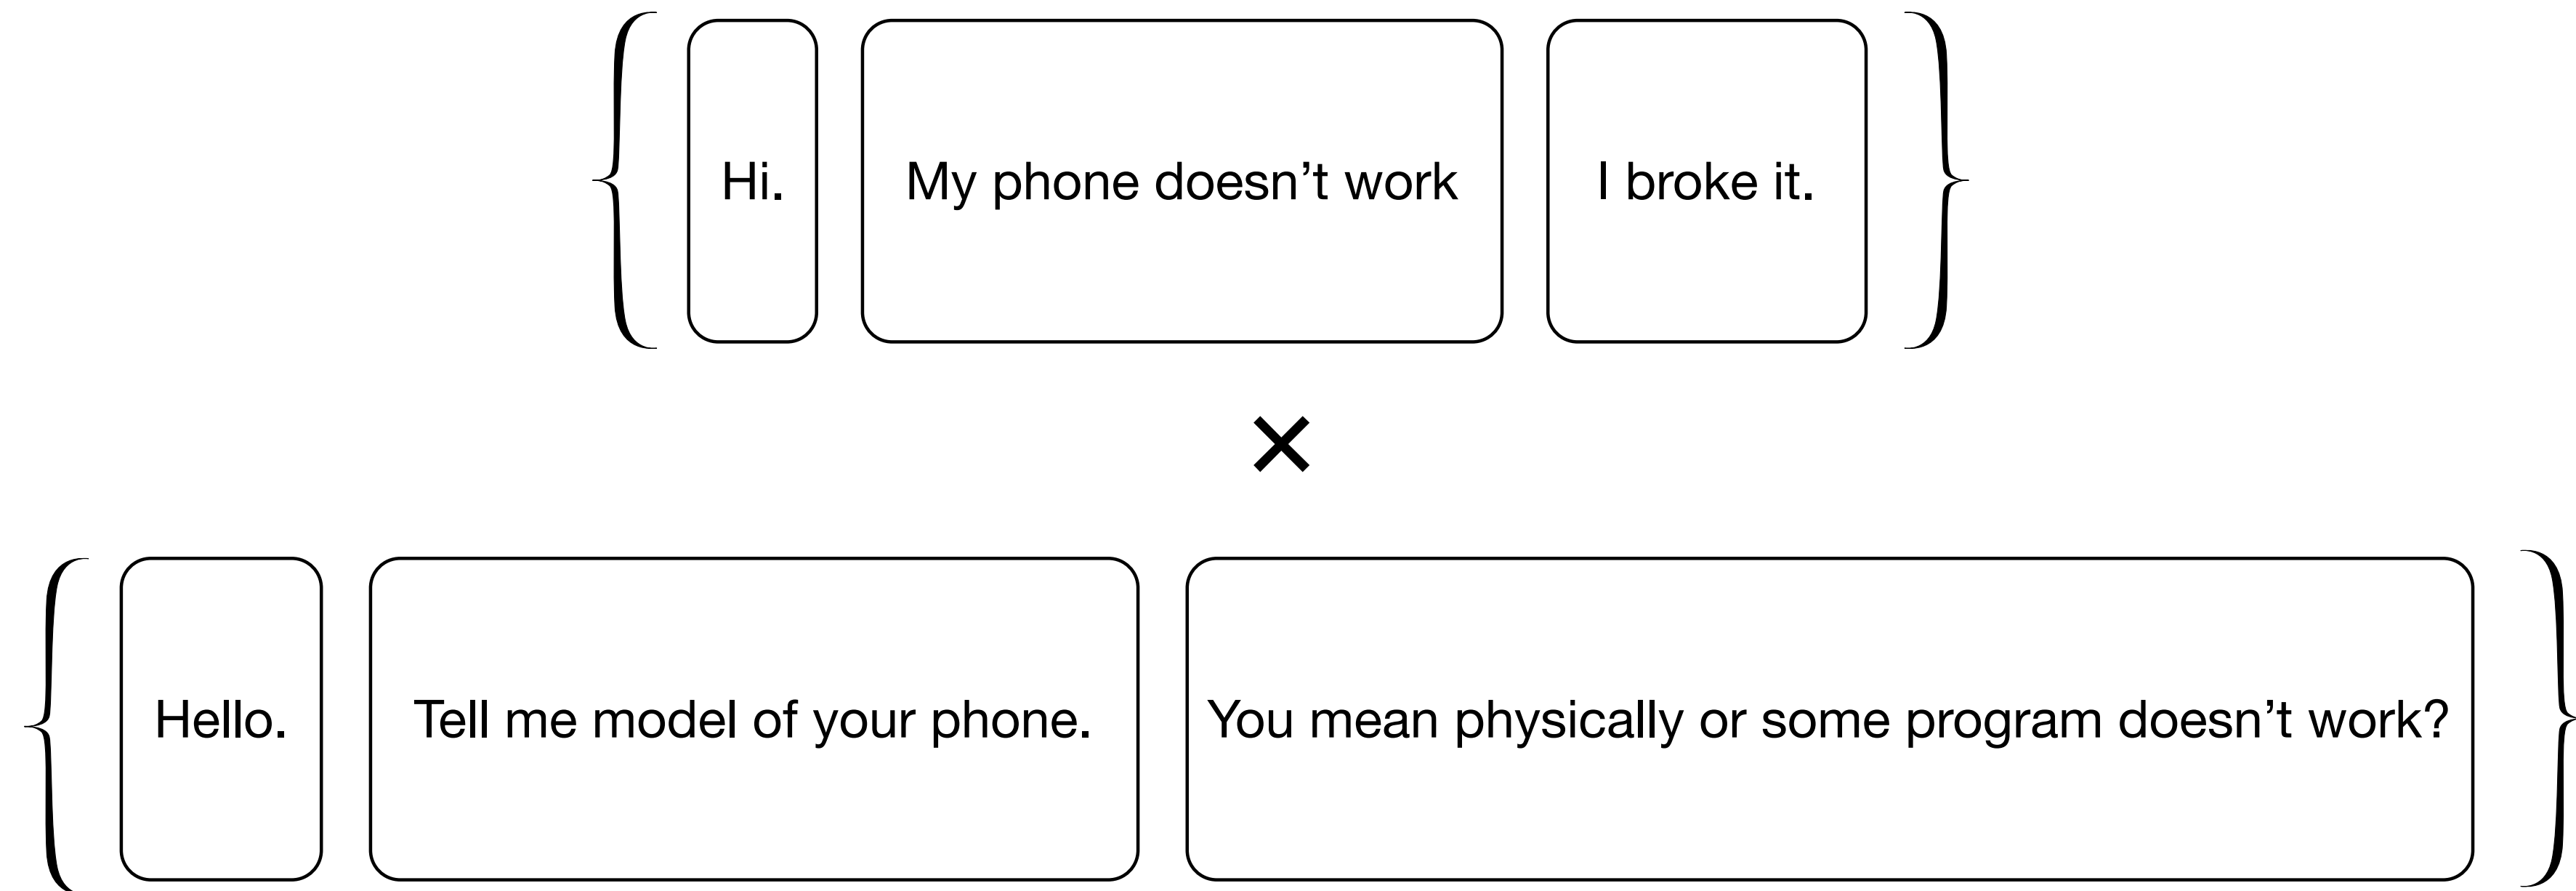 Hi.
My phone doesn’t work
I broke it.
×
Hello.
Tell me model of your phone.
You mean physically or some program doesn’t work?